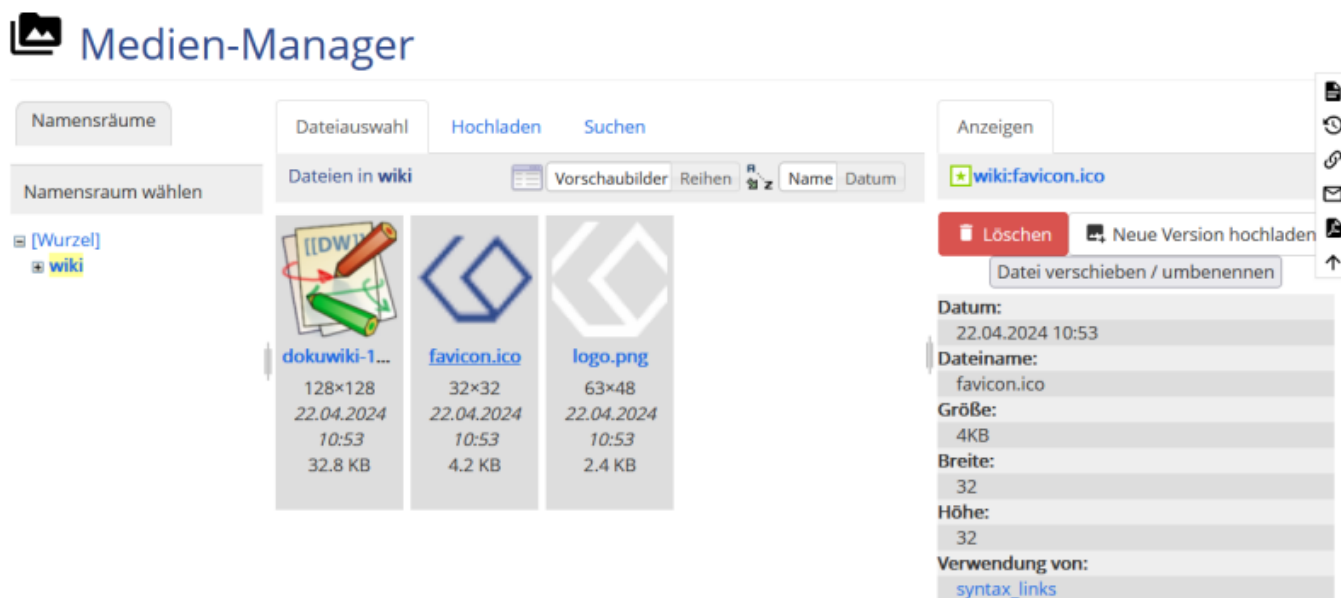 Medien-Manager
Namensräume
Namensraum wählen
[Wurzel]
wiki
Dateiauswahl Hochladen Suchen
Dateien in wiki Vorschaubilder Reihen Name Datum
[[DW]]
dokuwiki-1... favicon.ico logo.png
128×128 32×32 63×48
22.04.2024 22.04.2024 22.04.2024
10:53 10:53 10:53
32.8 KB 4.2 KB 2.4 KB
Anzeigen
wiki:favicon.ico
Löschen Neue Version hochladen
Datei verschieben / umbenennen
Datum:
22.04.2024 10:53
Dateiname:
favicon.ico
Größe:
4KB
Breite:
32
Höhe:
32
Verwendung von:
syntax_links